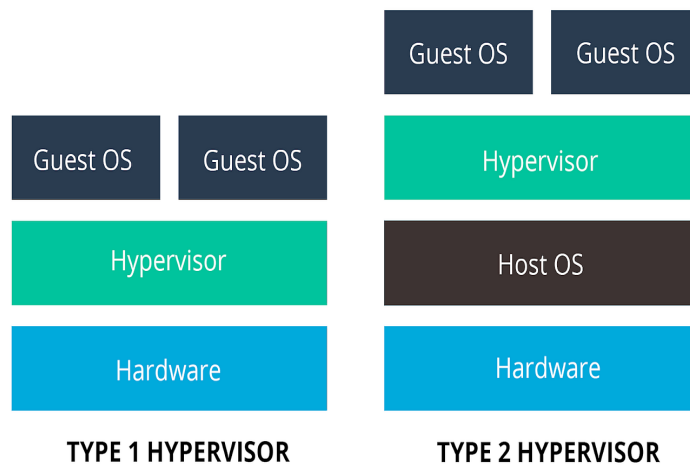 Guest OS Guest OS
Hypervisor
Hardware
TYPE 1 HYPERVISOR
Guest OS Guest OS
Hypervisor
Host OS
Hardware
TYPE 2 HYPERVISOR